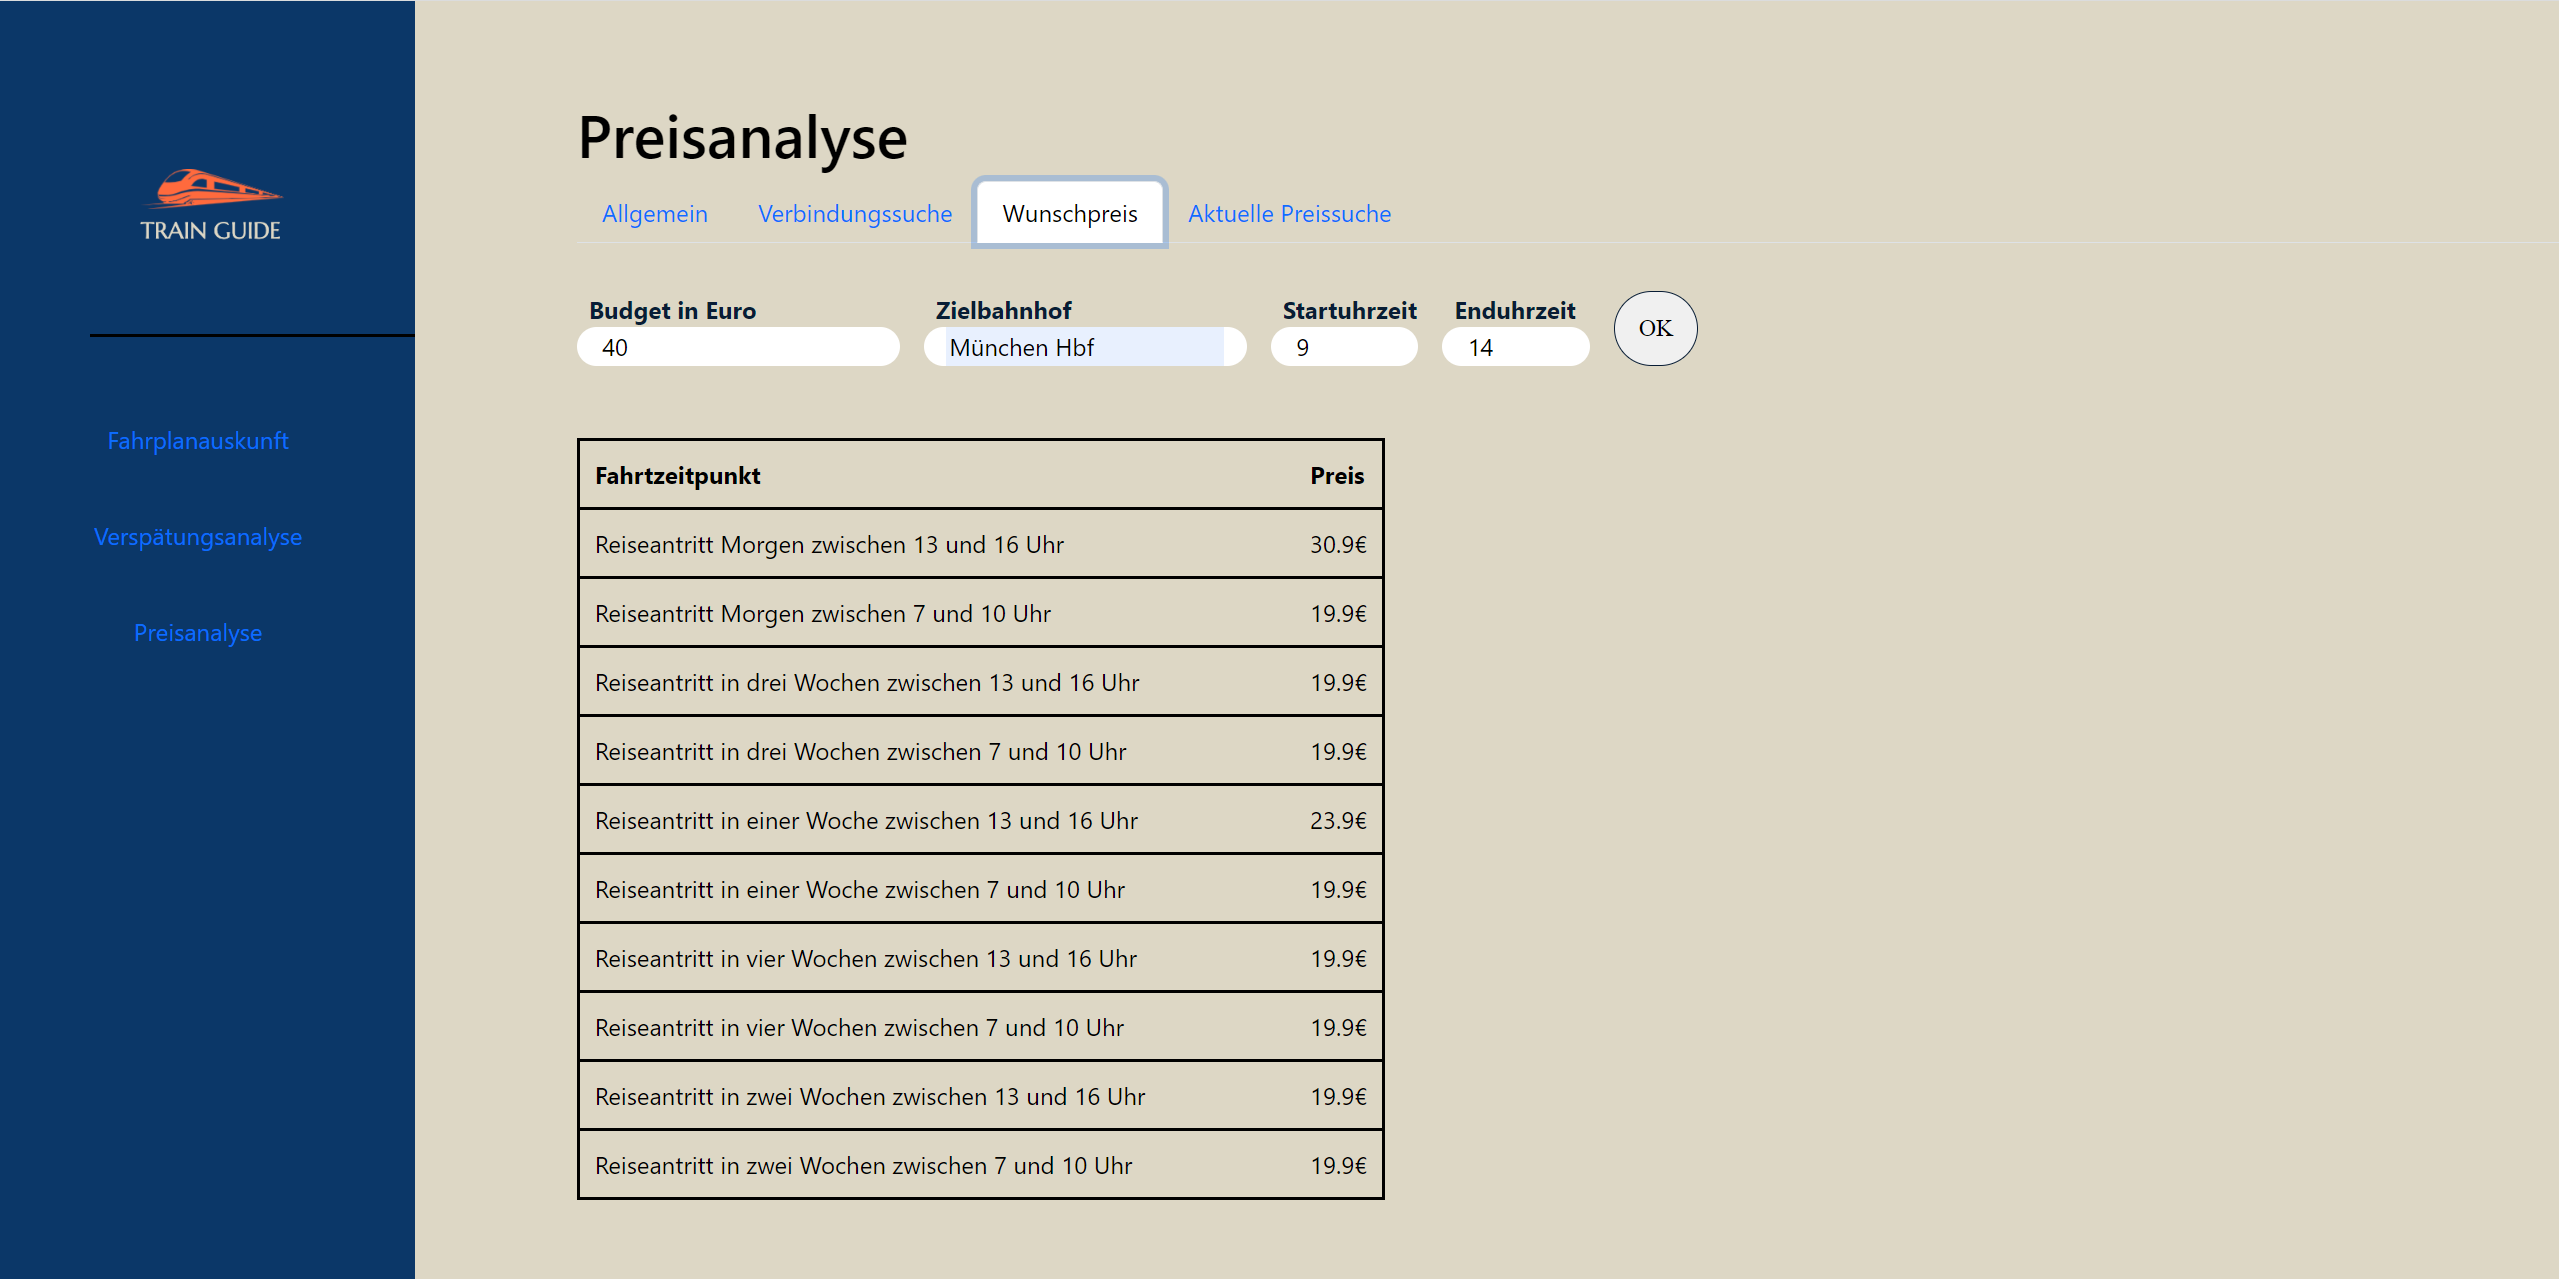 TRAIN GUIDE
Fahrplanauskunft
Verspätungsanalyse
Preisanalyse
Preisanalyse
Allgemein Verbindungssuche Wunschpreis Aktuelle Preissuche
Budget in Euro Zielbahnhof Startuhrzeit Enduhrzeit
40 München Hbf 9 14 OK
Fahrtzeitpunkt Preis
Reiseantritt Morgen zwischen 13 und 16 Uhr 30.9€
Reiseantritt Morgen zwischen 7 und 10 Uhr 19.9€
Reiseantritt in drei Wochen zwischen 13 und 16 Uhr 19.9€
Reiseantritt in drei Wochen zwischen 7 und 10 Uhr 19.9€
Reiseantritt in einer Woche zwischen 13 und 16 Uhr 23.9€
Reiseantritt in einer Woche zwischen 7 und 10 Uhr 19.9€
Reiseantritt in vier Wochen zwischen 13 und 16 Uhr 19.9€
Reiseantritt in vier Wochen zwischen 7 und 10 Uhr 19.9€
Reiseantritt in zwei Wochen zwischen 13 und 16 Uhr 19.9€
Reiseantritt in zwei Wochen zwischen 7 und 10 Uhr 19.9€